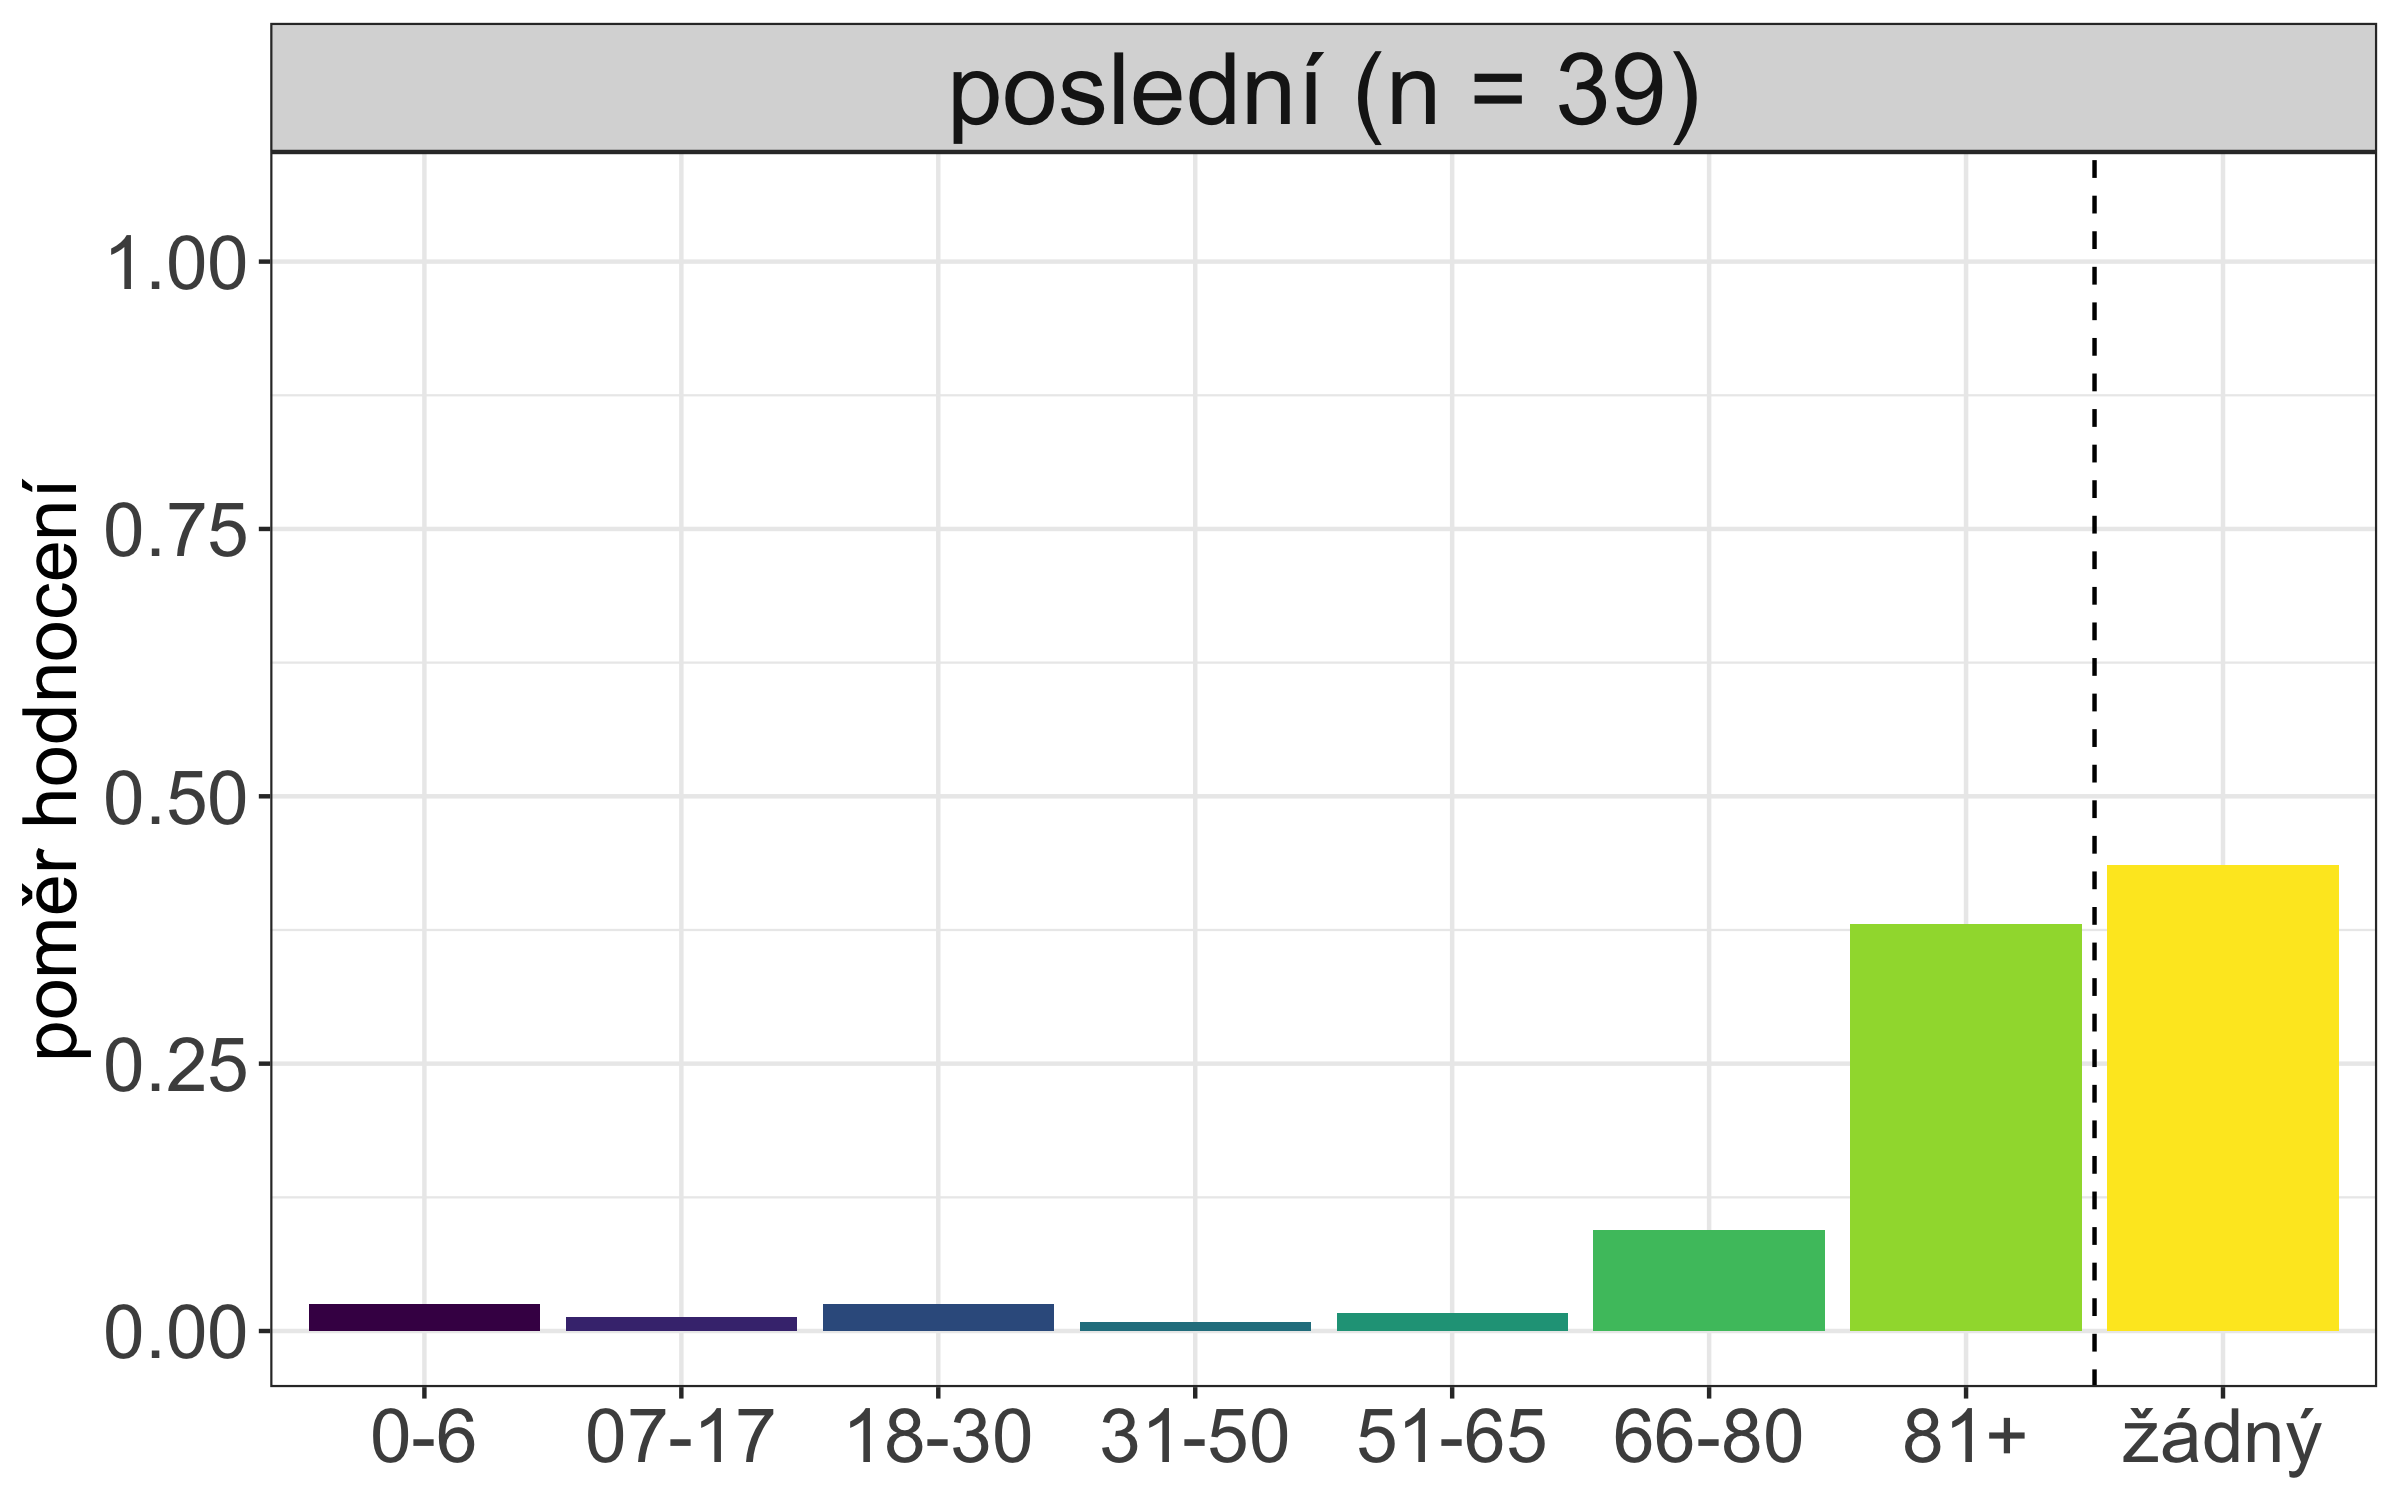 poslední (n = 39)
poměr hodnocení
1.00
0.75
0.50
0.25
0.00
0-6 07-17 18-30 31-50 51-65 66-80 81+ žádný